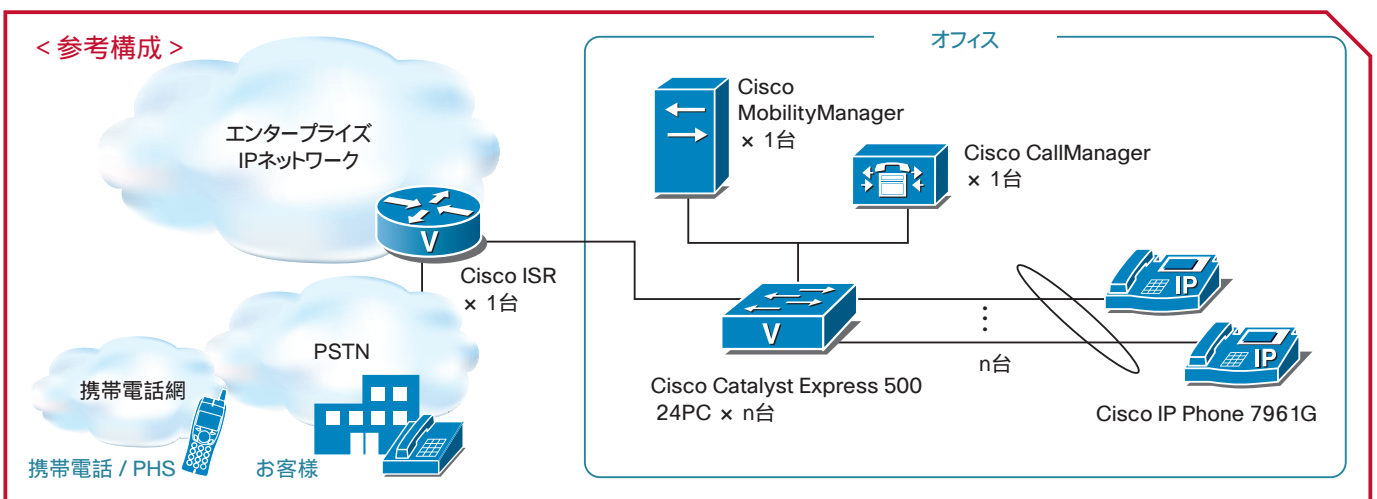 <参考構成>
オフィス
エンタープライズ
IPネットワーク
Cisco
MobilityManager
× 1台
Cisco CallManager
× 1台
V
Cisco ISR
× 1台
PSTN
携帯電話網
携帯電話 / PHS
お客様
V
Cisco Catalyst Express 500
24PC × n台
n台
IP
IP
Cisco IP Phone 7961G